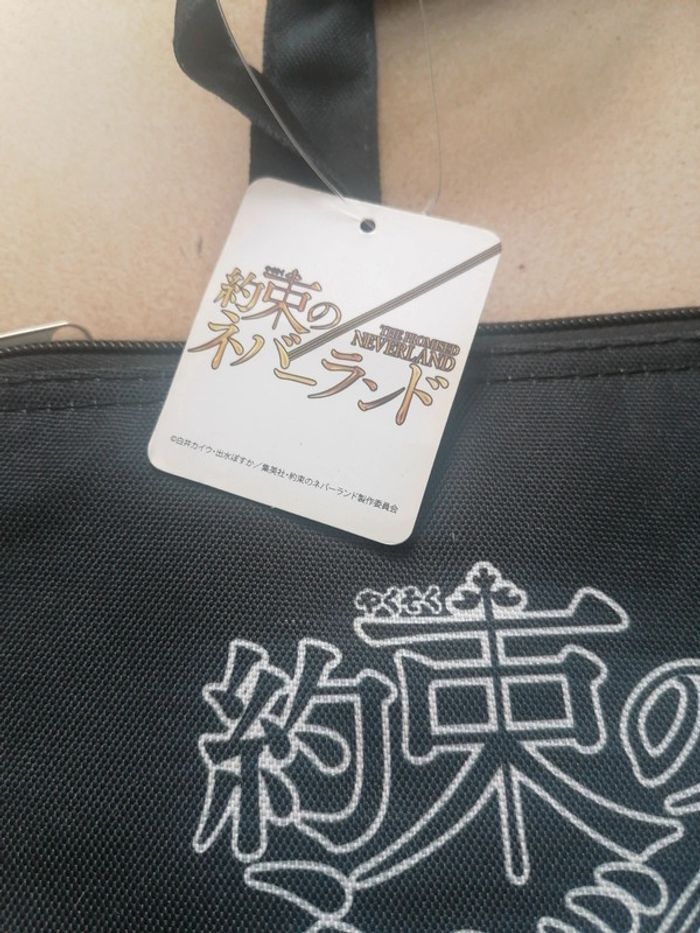 やくそく
約束の
THE PROMISED
NEVERLAND
ネバーランド
©白井カイウ・出水ぽすか/集英社・約束のネバーランド製作委員会
やくそく
約束の